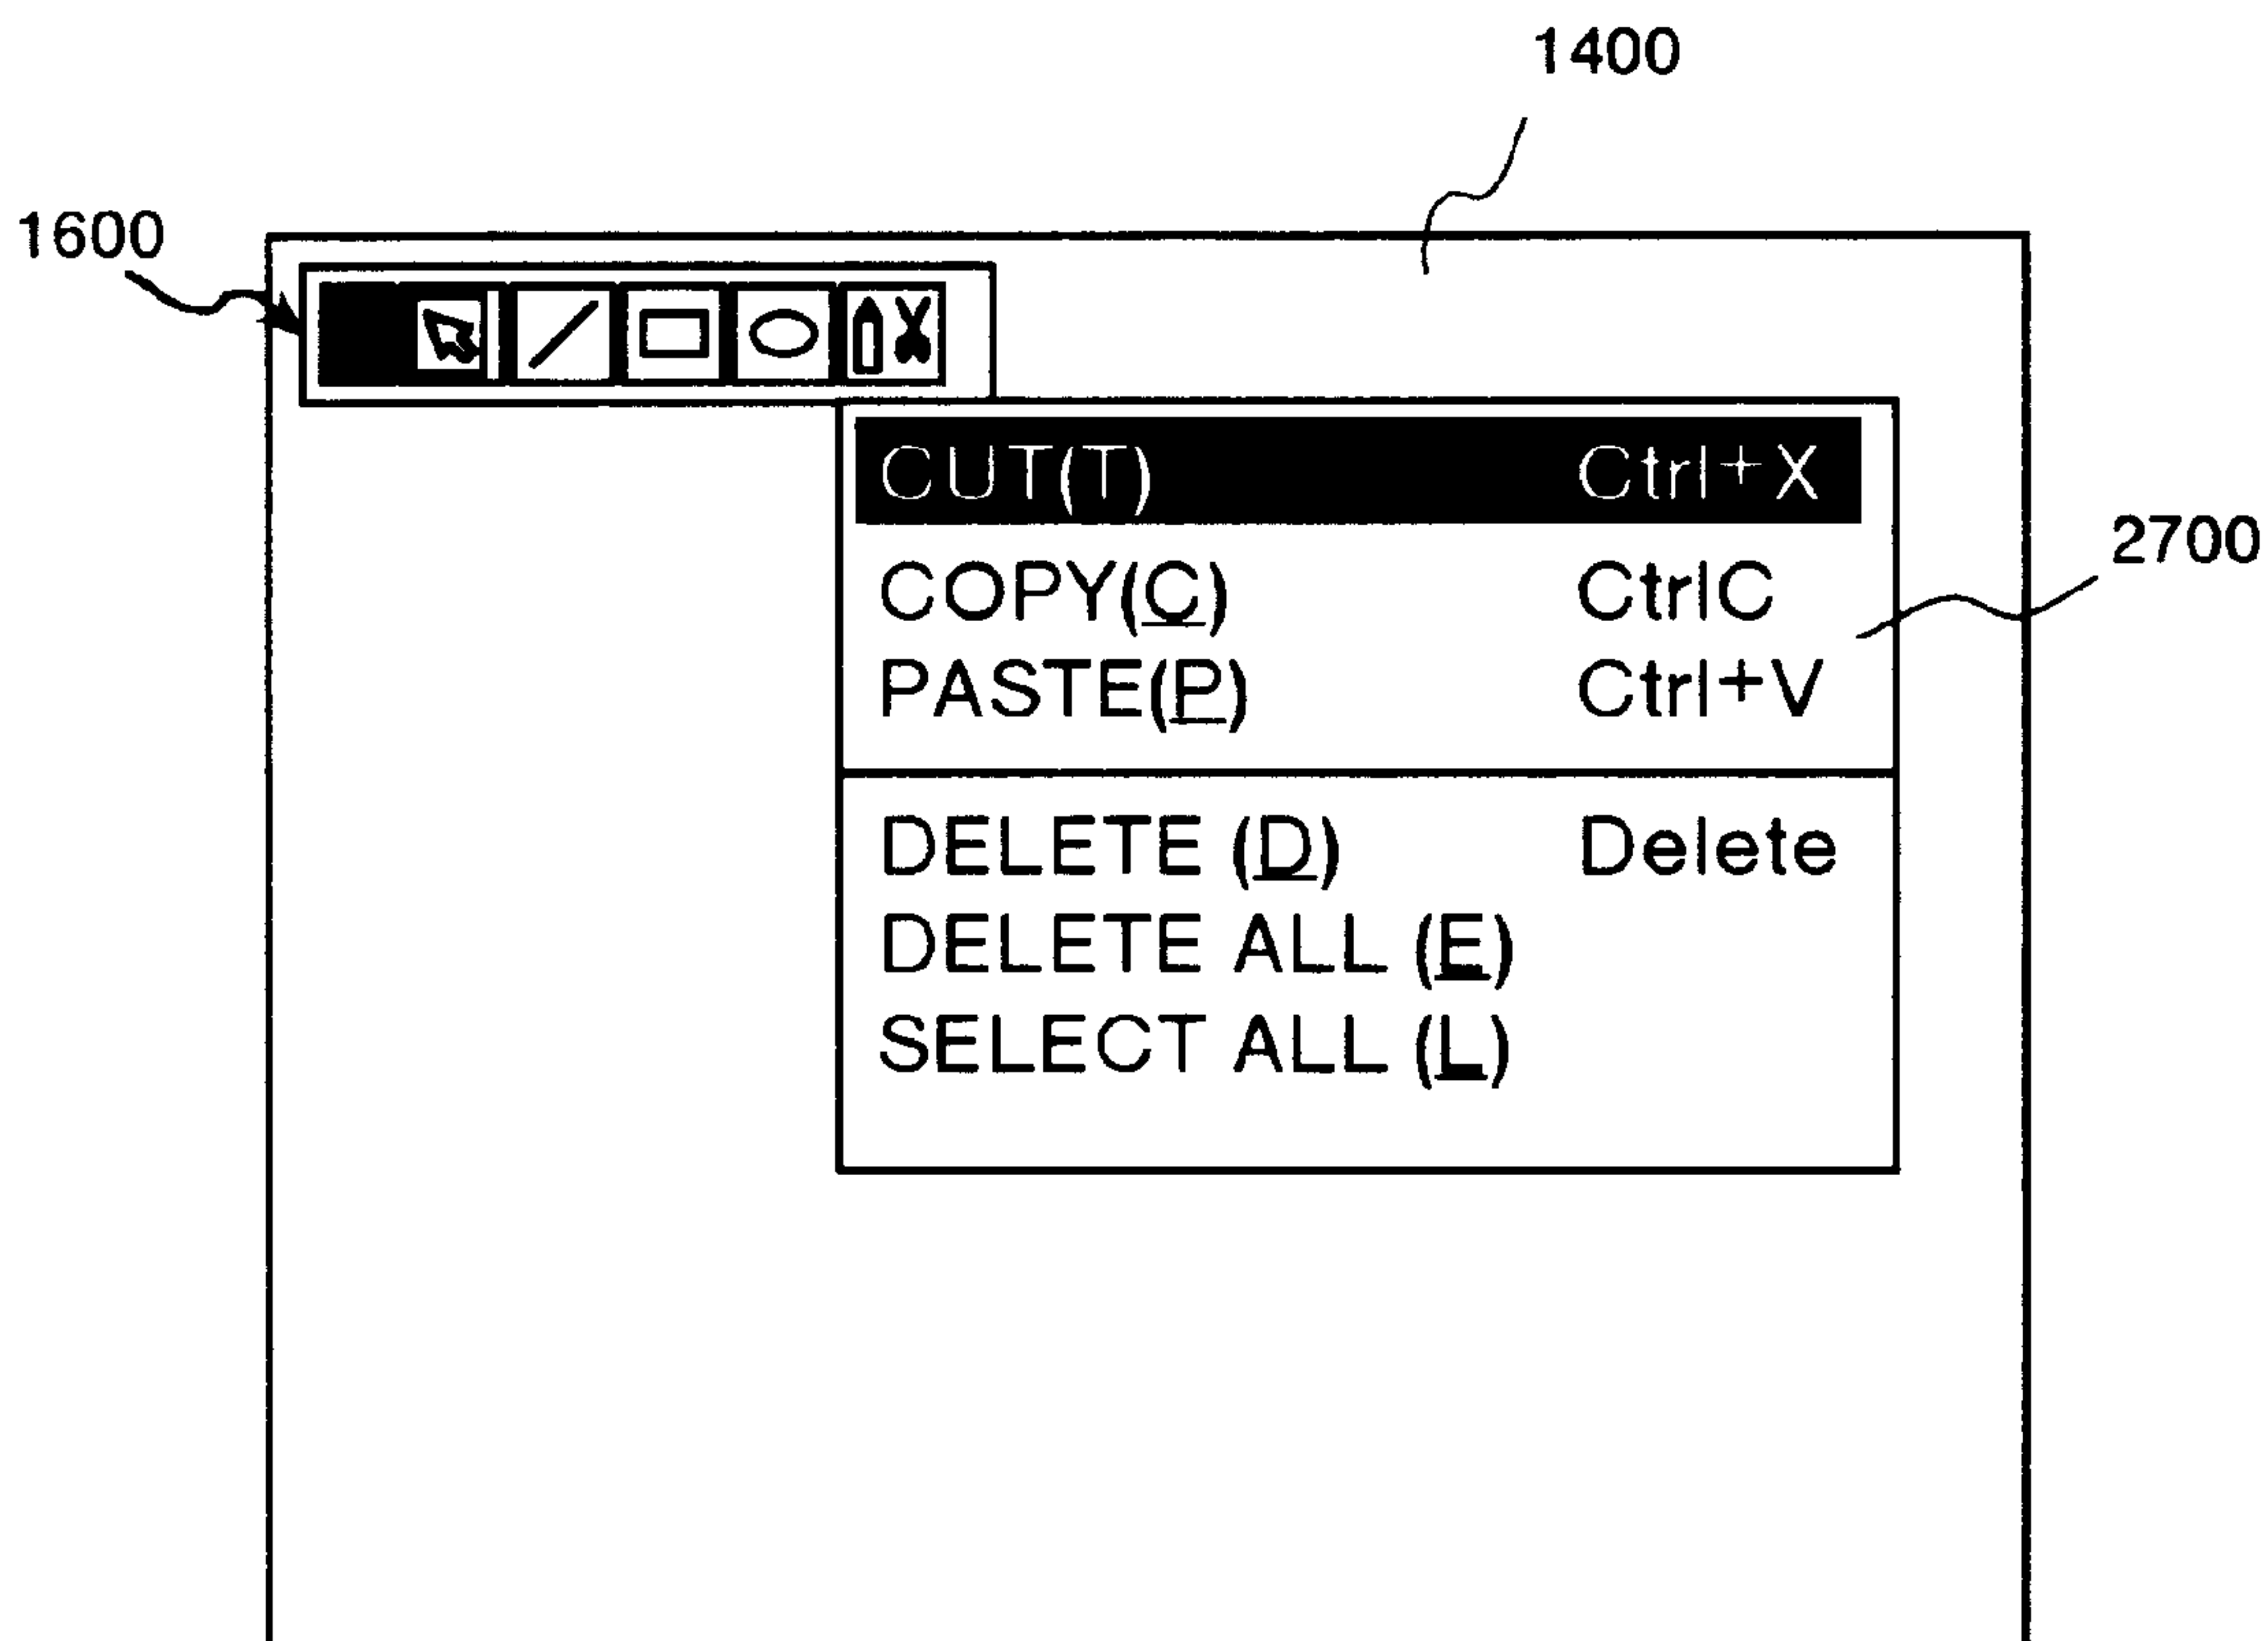 1400
1600
CUT(T) Ctrl+X
COPY(C) CtrlC
2700
PASTE(P) Ctrl+V
DELETE (D) Delete
DELETE ALL (E)
SELECT ALL (L)